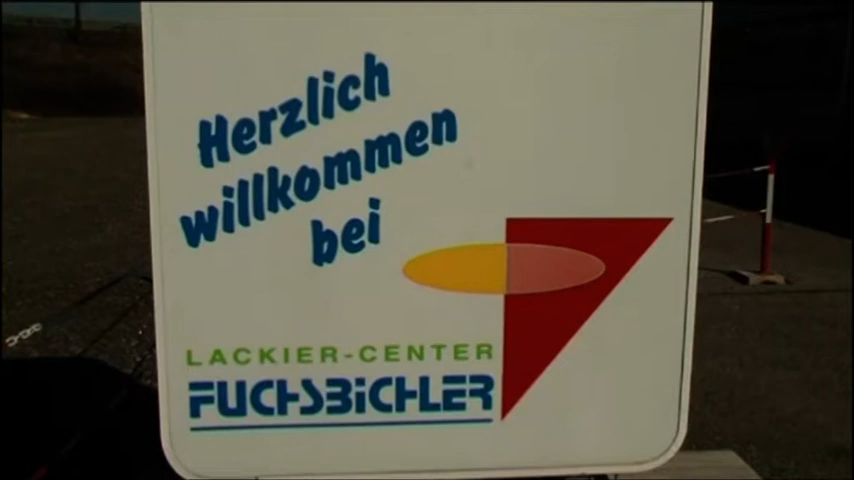 Herzlich
willkommen
bei
LACKIER-CENTER
FUCHSBiCHLER